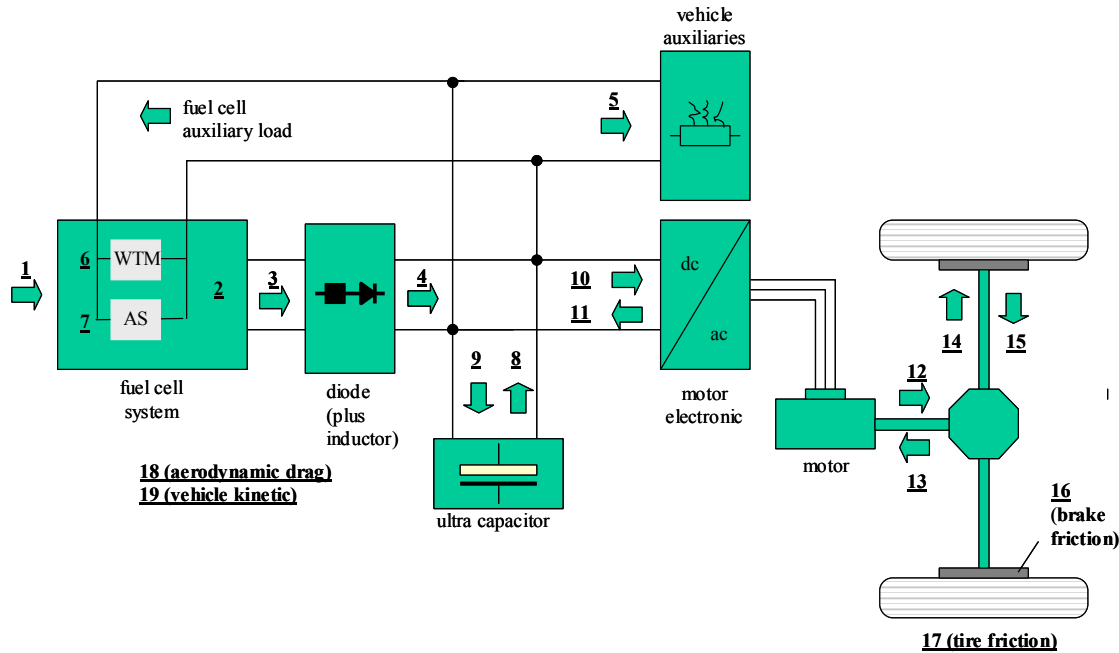 vehicle
auxiliaries
5
fuel cell
auxiliary load
1
6
WTM
7
AS
2
3
4
10
11
dc
ac
14
15
9
8
12
13
fuel cell
system
diode
(plus
inductor)
motor
electronic
motor
18 (aerodynamic drag)
19 (vehicle kinetic)
ultra capacitor
16
(brake
friction)
17 (tire friction)